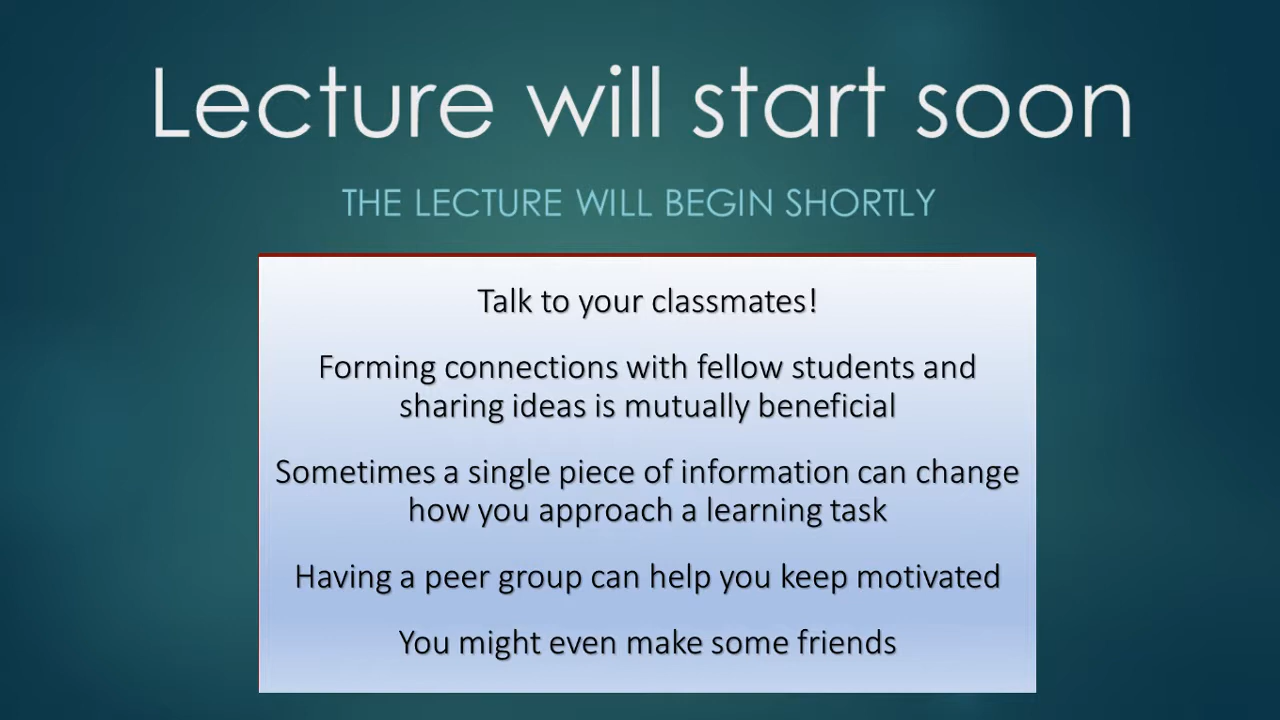 Lecture will start soon
THE LECTURE WILL BEGIN SHORTLY
Talk to your classmates!
Forming connections with fellow students and
sharing ideas is mutually beneficial
Sometimes a single piece of information can change
how you approach a learning task
Having a peer group can help you keep motivated
You might even make some friends